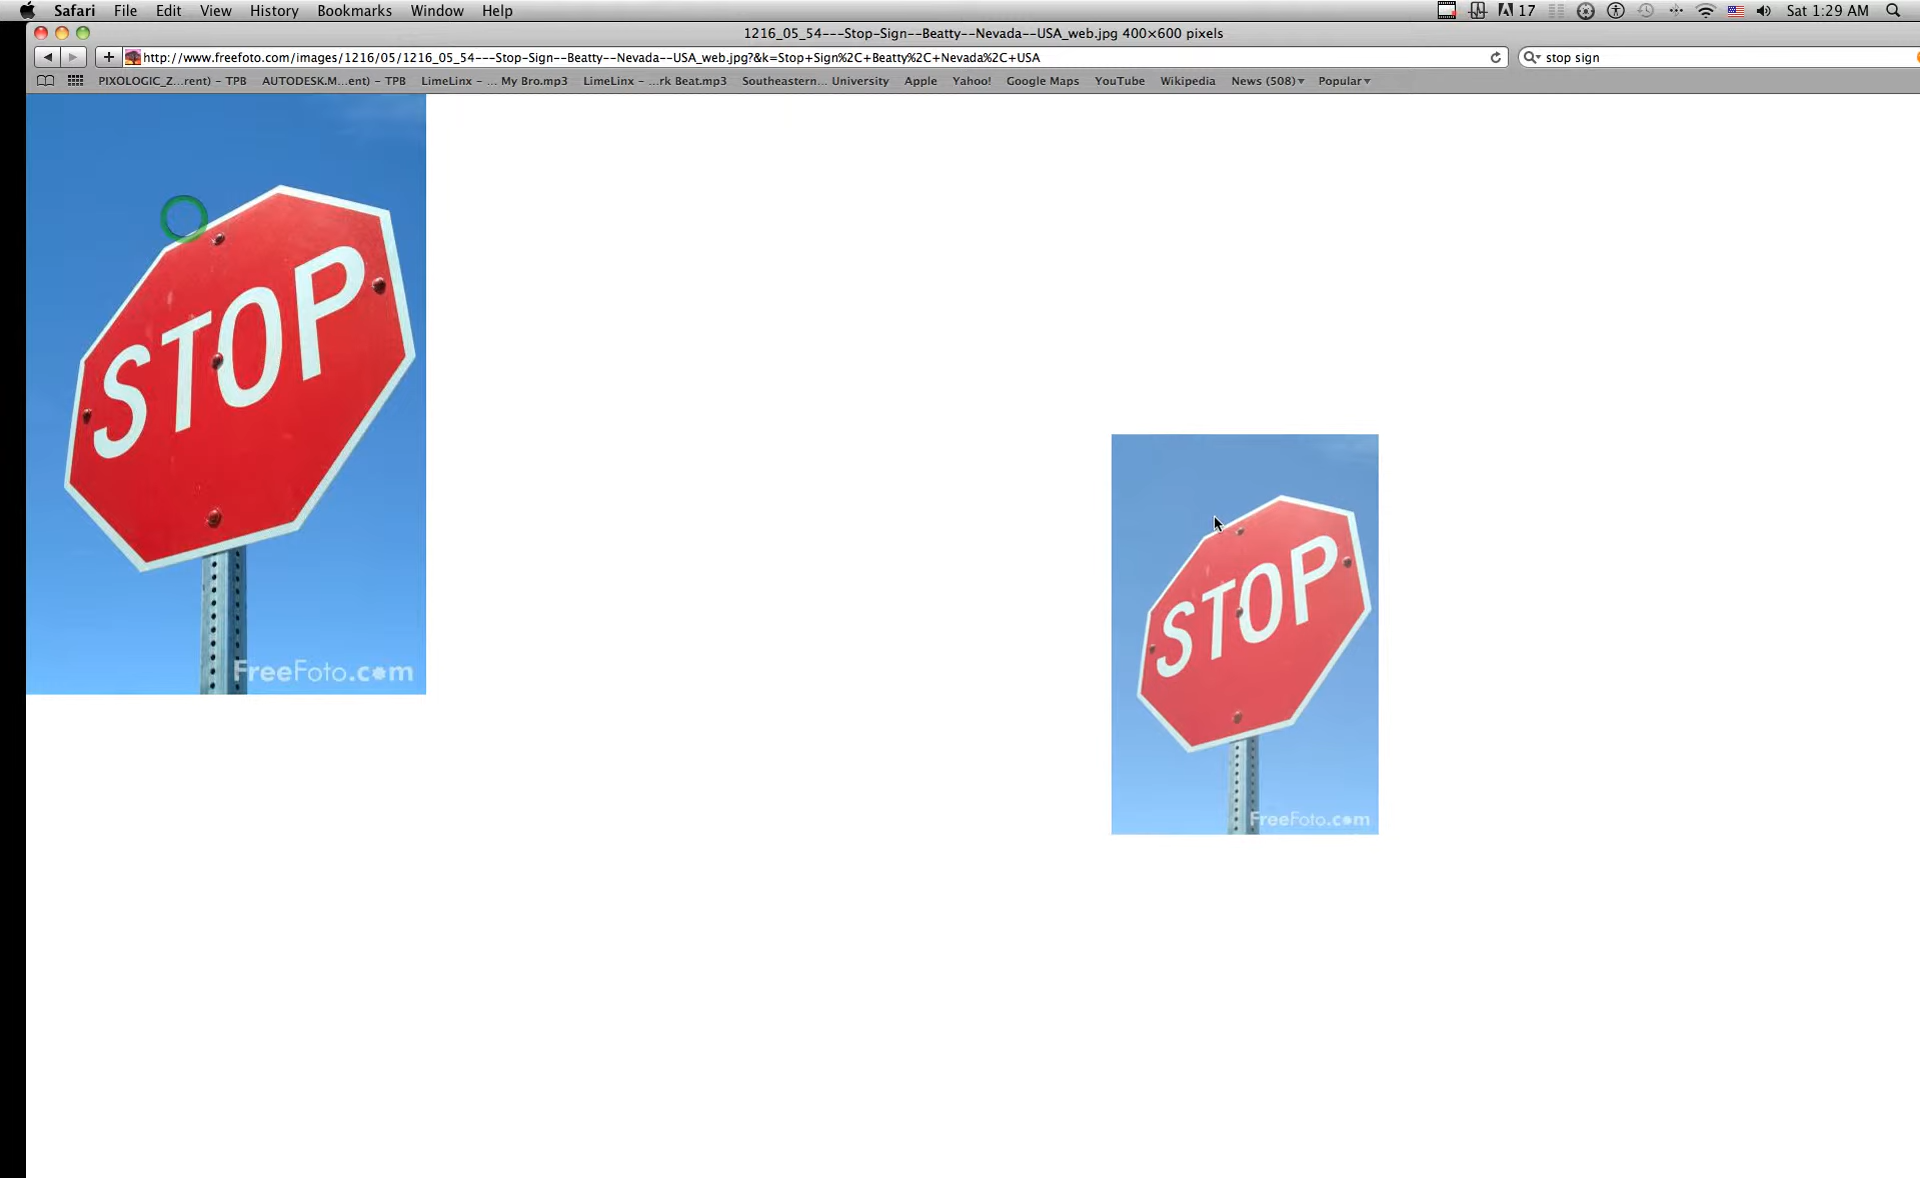 Safari File Edit View History Bookmarks Window Help 17 Sat 1:29 AM
1216_05_54---Stop-Sign--Beatty--Nevada--USA_web.jpg 400×600 pixels
http://www.freefoto.com/images/1216/05/1216_05_54---Stop-Sign--Beatty--Nevada--USA_web.jpg?&k=Stop+Sign%2C+Beatty%2C+Nevada%2C+USA stop sign
PIXOLOGIC_Z...rent) - TPB AUTODESK.M...ent) - TPB LimeLinx - ... My Bro.mp3 LimeLinx - ...rk Beat.mp3 Southeastern... University Apple Yahoo! Google Maps YouTube Wikipedia News (508) Popular
STOP
FreeFoto.com
STOP
FreeFoto.com